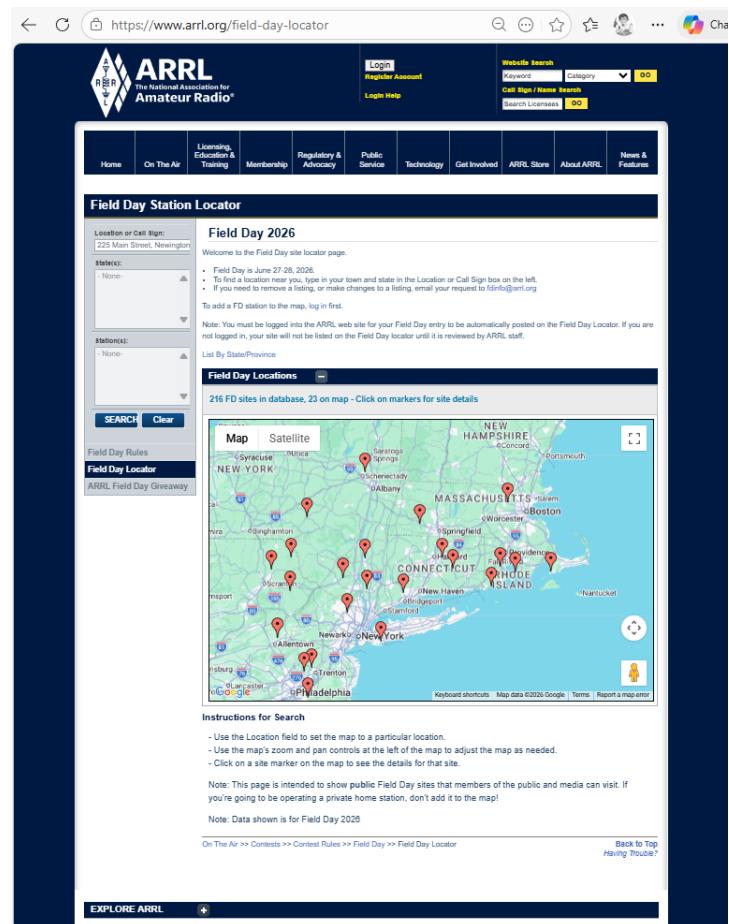 https://www.arrl.org/field-day-locator
Cha
ARRL
The National Association for
Amateur Radio®
Login
Register Account
Login Help
Website Search
Keyword
Category
GO
Call Sign / Name Search
Search Licensees
GO
Home
On The Air
Licensing, Education & Training
Membership
Regulatory & Advocacy
Public Service
Technology
Get Involved
ARRL Store
About ARRL
News & Features
Field Day Station Locator
Location or Call Sign:
225 Main Street, Newington
State(s):
- None-
Station(s):
- None-
SEARCH
Clear
Field Day Rules
Field Day Locator
ARRL Field Day Giveaway
Field Day 2026
Welcome to the Field Day site locator page.
Field Day is June 27-28, 2026.
To find a location near you, type in your town and state in the Location or Call Sign box on the left.
If you need to remove a listing, or make changes to a listing, email your request to fdinfo@arrl.org
To add a FD station to the map, log in first.
Note: You must be logged into the ARRL web site for your Field Day entry to be automatically posted on the Field Day Locator. If you are
not logged in, your site will not be listed on the Field Day locator until it is reviewed by ARRL staff.
List By State/Province
Field Day Locations
216 FD sites in database, 23 on map - Click on markers for site details
Map
Satellite
NEW HAMPSHIRE
Concord
Portsmouth
Syracuse
Utica
Saratoga Springs
NEW YORK
Schenectady
Albany
MASSACHUSETTS
Salem
Boston
Worcester
Binghamton
Springfield
Providence
CONNECTICUT
RHODE ISLAND
Scranton
New Haven
Nantucket
Bridgeport
Stamford
Newark
New York
Allentown
Trenton
Lancaster
Philadelphia
Google
Keyboard shortcuts
Map data ©2026 Google
Terms
Report a map error
Instructions for Search
- Use the Location field to set the map to a particular location.
- Use the map's zoom and pan controls at the left of the map to adjust the map as needed.
- Click on a site marker on the map to see the details for that site.
Note: This page is intended to show public Field Day sites that members of the public and media can visit. If
you're going to be operating a private home station, don't add it to the map!
Note: Data shown is for Field Day 2026
On The Air >> Contests >> Contest Rules >> Field Day >> Field Day Locator
Back to Top
Having Trouble?
EXPLORE ARRL